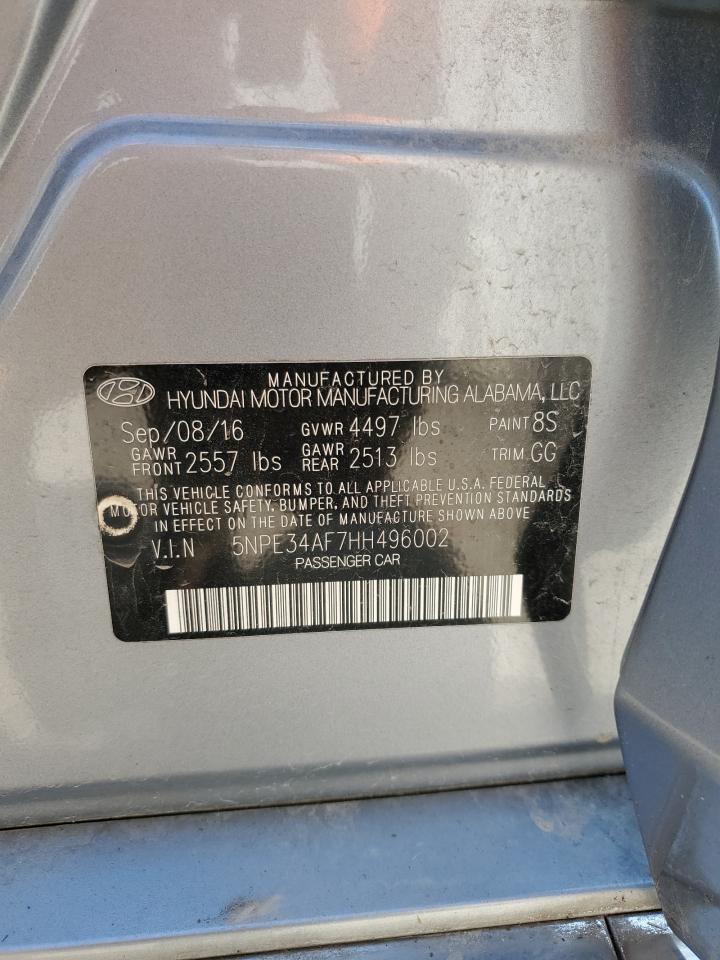 MANUFACTURED BY
HYUNDAI MOTOR MANUFACTURING ALABAMA, LLC
Sep/08/16 GVWR 4497 lbs PAINT 8S
GAWR FRONT 2557 lbs GAWR REAR 2513 lbs TRIM GG
THIS VEHICLE CONFORMS TO ALL APPLICABLE U.S.A. FEDERAL
MOTOR VEHICLE SAFETY, BUMPER, AND THEFT PREVENTION STANDARDS
IN EFFECT ON THE DATE OF MANUFACTURE SHOWN ABOVE
V.I.N 5NPE34AF7HH496002
PASSENGER CAR